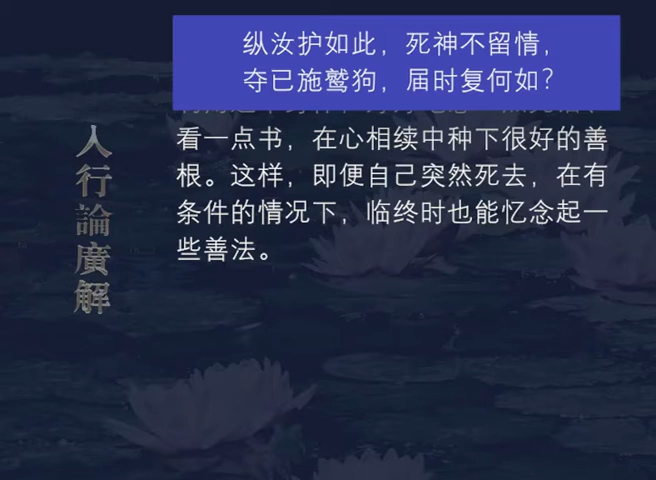 纵汝护如此，死神不留情，
夺已施鹫狗，届时复何如？
看一点书，在心相续中种下很好的善
根。这样，即便自己突然死去，在有
条件的情况下，临终时也能忆念起一
些善法。
入行論廣解